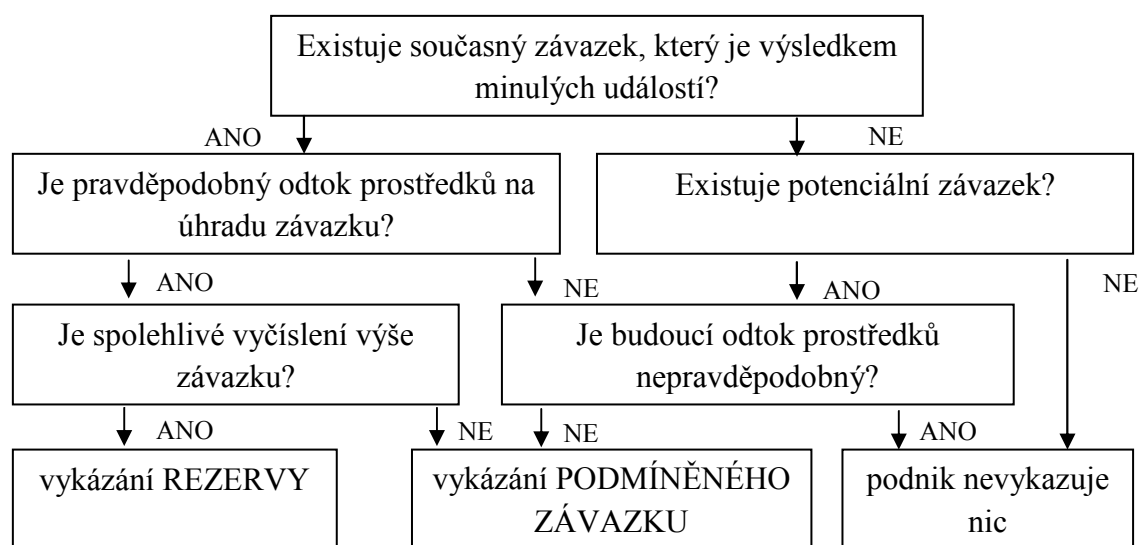 Existuje současný závazek, který je výsledkem
minulých událostí?
ANO
NE
Je pravděpodobný odtok prostředků na
úhradu závazku?
Existuje potenciální závazek?
ANO
NE
ANO
NE
Je spolehlivé vyčíslení výše
závazku?
Je budoucí odtok prostředků
nepravděpodobný?
ANO
NE
NE
ANO
vykázání REZERVY
vykázání PODMÍNĚNÉHO
ZÁVAZKU
podnik nevykazuje
nic